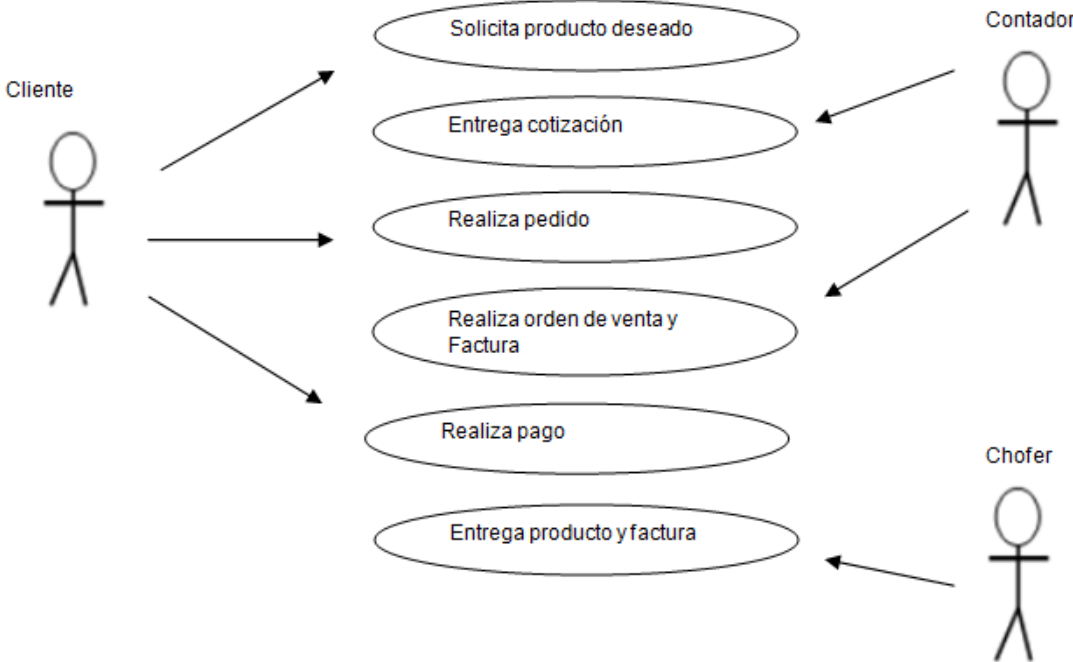 Solicita producto deseado
Contador
Cliente
Entrega cotización
Realiza pedido
Realiza orden de venta y
Factura
Realiza pago
Chofer
Entrega producto y factura